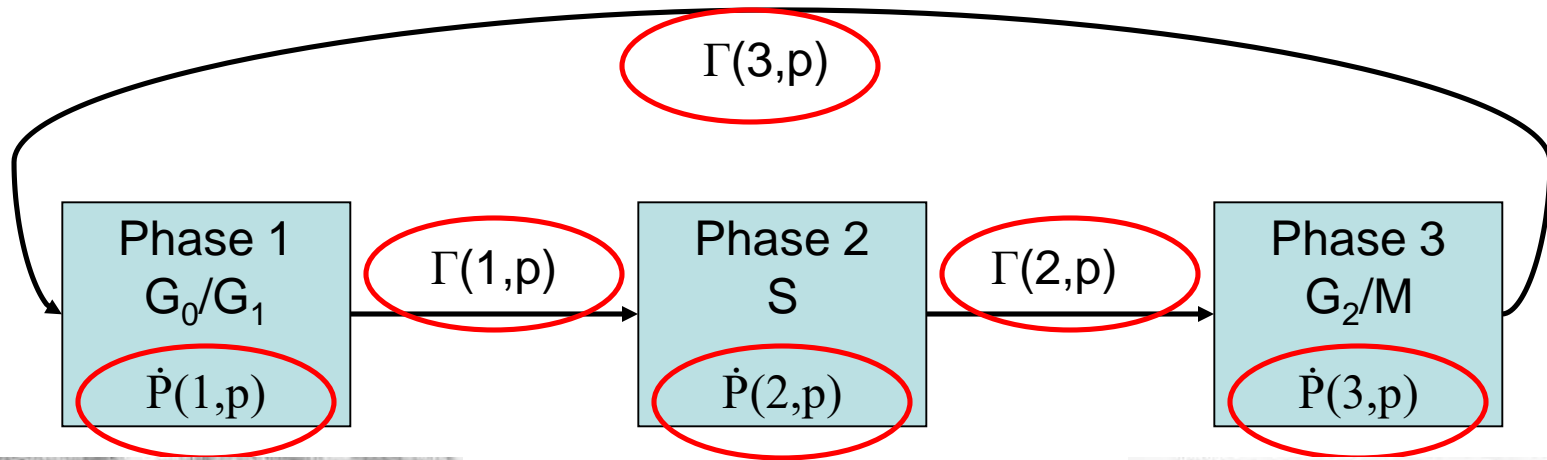 Γ(3,p)
Phase 1
G₀/G₁
Ṗ(1,p)
Γ(1,p)
Phase 2
S
Ṗ(2,p)
Γ(2,p)
Phase 3
G₂/M
Ṗ(3,p)